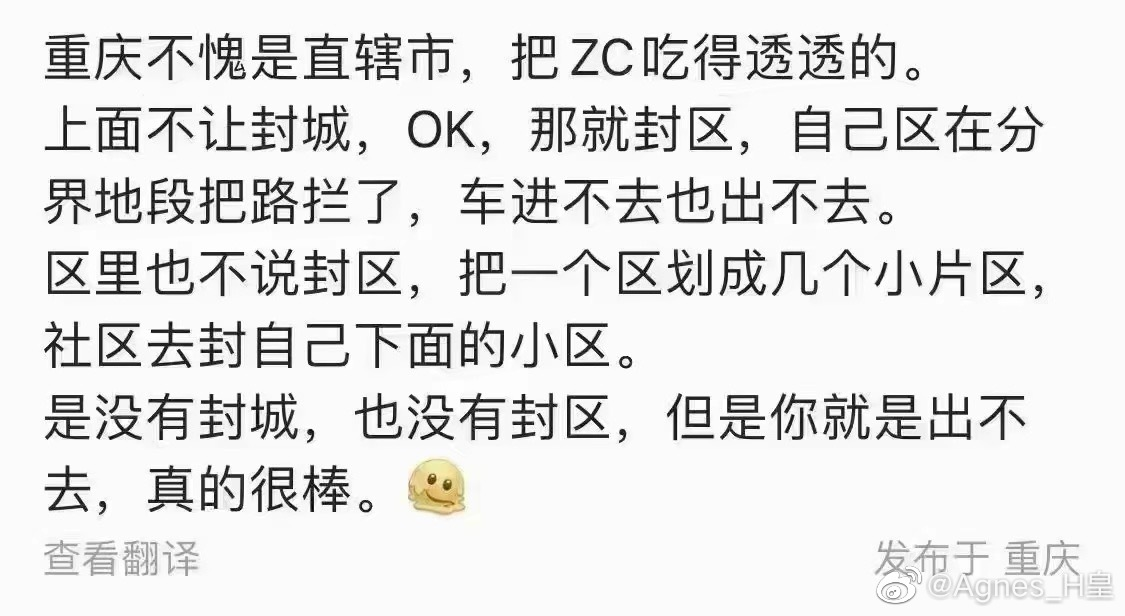 重庆不愧是直辖市，把ZC吃得透透的。
上面不让封城，OK，那就封区，自己区在分
界地段把路拦了，车进不去也出不去。
区里也不说封区，把一个区划成几个小片区，
社区去封自己下面的小区。
是没有封城，也没有封区，但是你就是出不
去，真的很棒。🫠
查看翻译
发布于 重庆
@Agnes_H皇